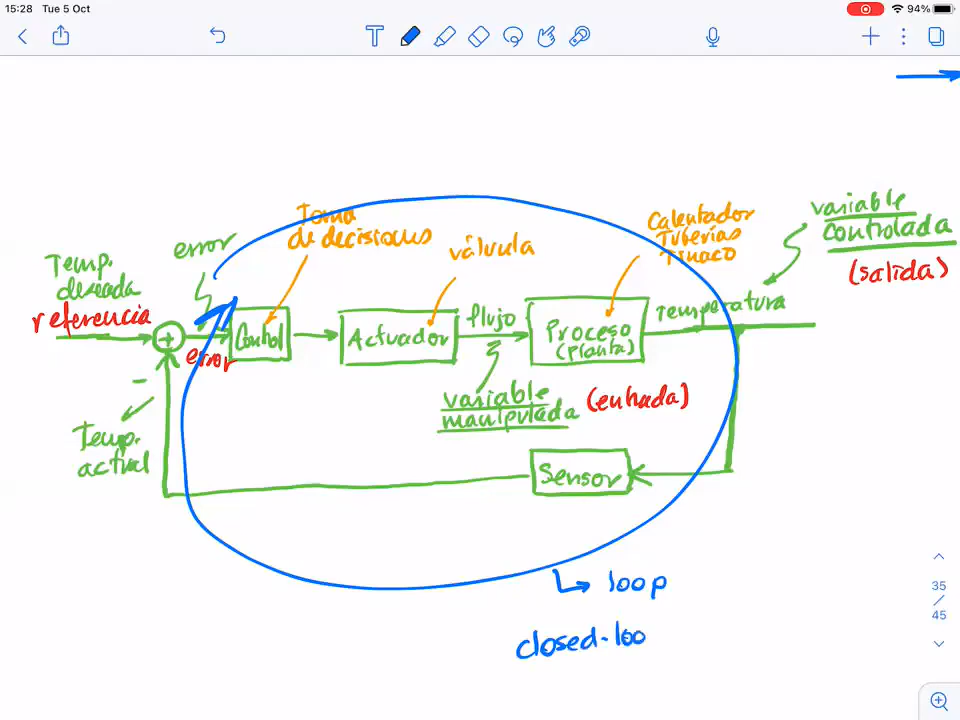 15:28 Tue 5 Oct
94%
Toma
de decisiones
error
válvula
Calentador
Tuberías
Tinaco
variable
controlada
(salida)
Temp.
deseada
referencia
+
error
Control
Actuador
flujo
Proceso
(Planta)
Temperatura
−
variable
manipulada
(entrada)
Temp.
actual
Sensor
loop
closed-loo
35
/
45